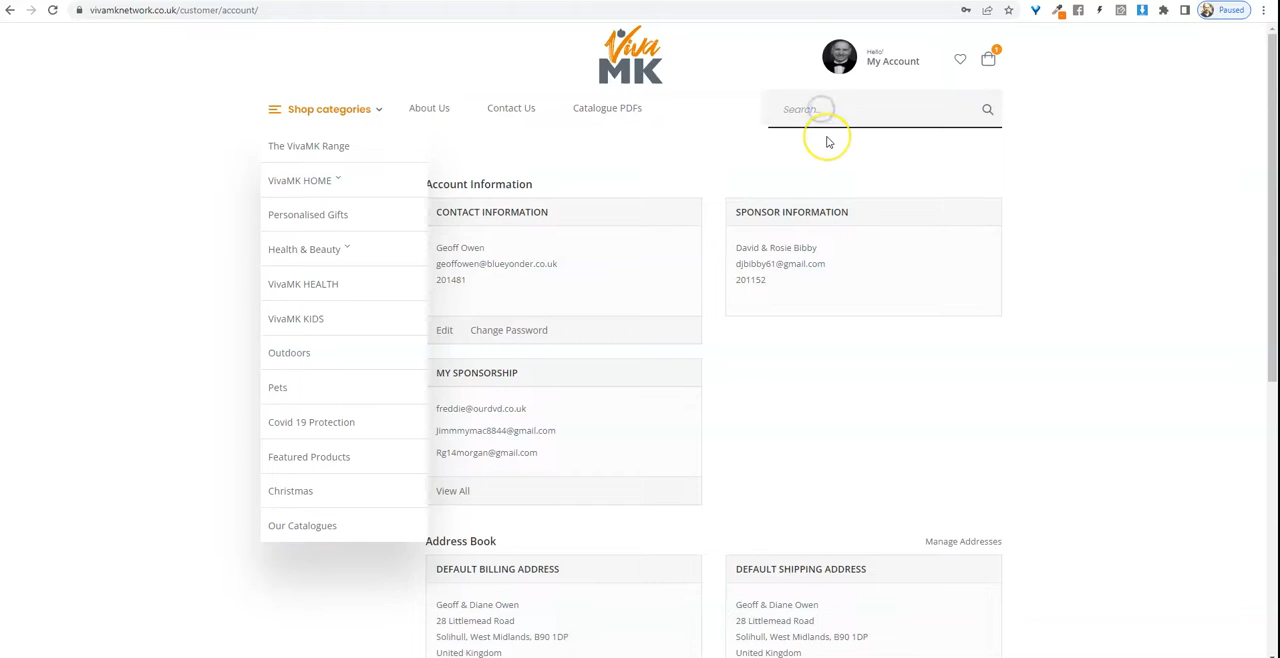 vivamknetwork.co.uk/customer/account/
Paused
Viva
MK
Hello!
My Account
1
Shop categories
About Us
Contact Us
Catalogue PDFs
Search...
The VivaMK Range
VivaMK HOME
Personalised Gifts
Health & Beauty
VivaMK HEALTH
VivaMK KIDS
Outdoors
Pets
Covid 19 Protection
Featured Products
Christmas
Our Catalogues
Account Information
CONTACT INFORMATION
Geoff Owen
geoffowen@blueyonder.co.uk
201481
Edit
Change Password
SPONSOR INFORMATION
David & Rosie Bibby
djbibby61@gmail.com
201152
MY SPONSORSHIP
freddie@ourdvd.co.uk
Jimmmymac8844@gmail.com
Rg14morgan@gmail.com
View All
Address Book
Manage Addresses
DEFAULT BILLING ADDRESS
Geoff & Diane Owen
28 Littlemead Road
Solihull, West Midlands, B90 1DP
United Kingdom
DEFAULT SHIPPING ADDRESS
Geoff & Diane Owen
28 Littlemead Road
Solihull, West Midlands, B90 1DP
United Kingdom